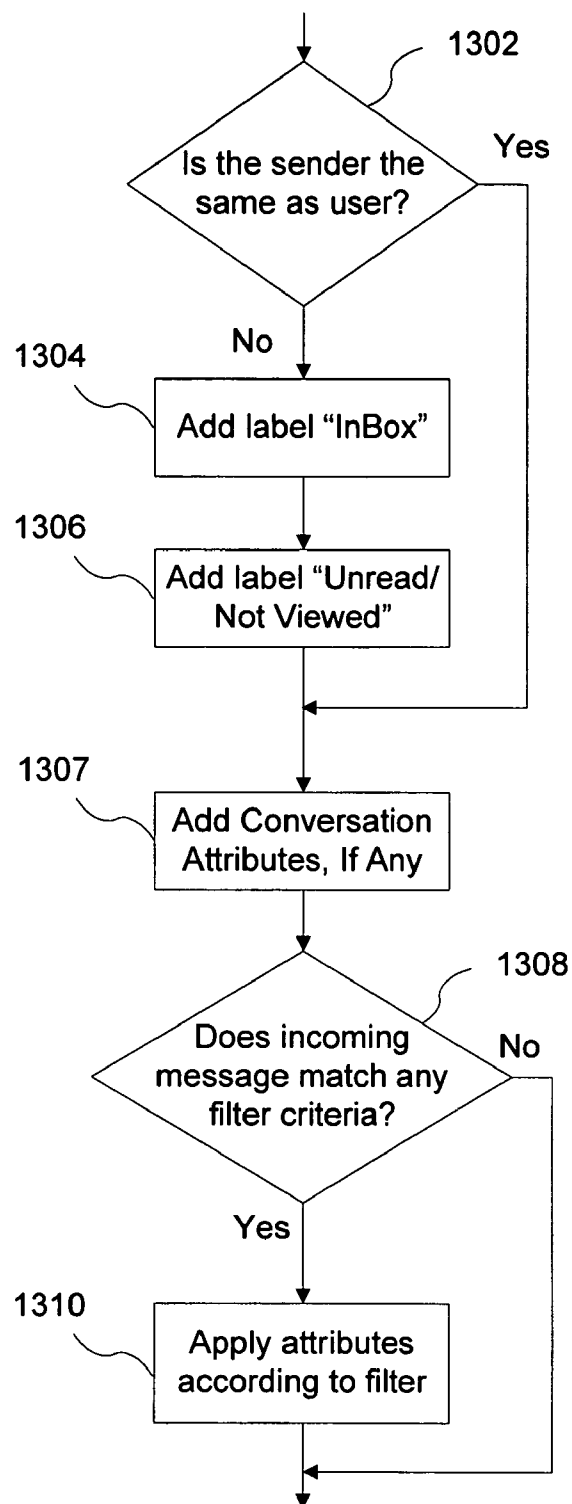 1302
Is the sender the
same as user?
Yes
No
1304
Add label “InBox”
1306
Add label “Unread/
Not Viewed”
1307
Add Conversation
Attributes, If Any
1308
Does incoming
message match any
filter criteria?
No
Yes
1310
Apply attributes
according to filter